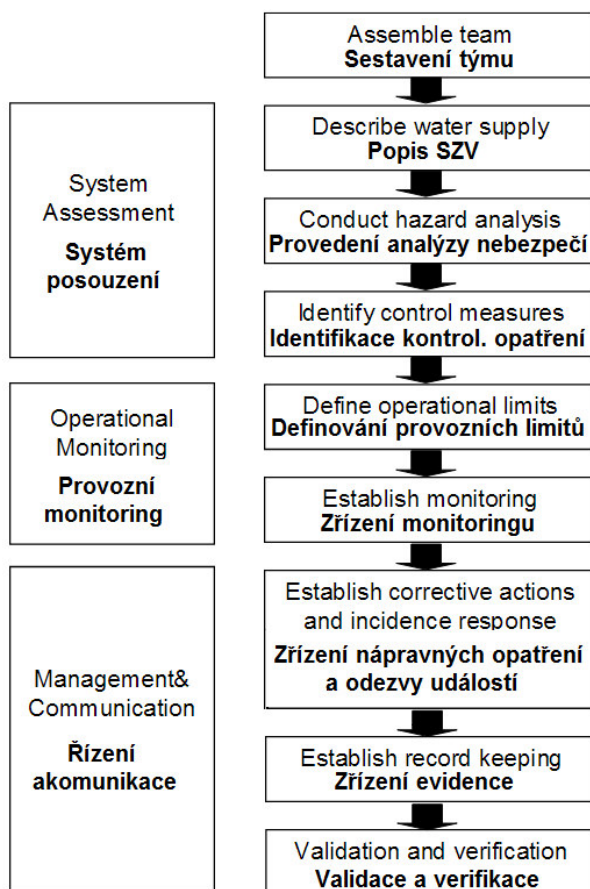 Assemble team
Sestavení týmu
Describe water supply
Popis SZV
System
Assessment
Systém
posouzení
Conduct hazard analysis
Provedení analýzy nebezpečí
Identify control measures
Identifikace kontrol. opatření
Operational
Monitoring
Provozní
monitoring
Define operational limits
Definování provozních limitů
Establish monitoring
Zřízení monitoringu
Management&
Communication
Řízení
akomunikace
Establish corrective actions
and incidence response
Zřízení nápravných opatření
a odezvy událostí
Establish record keeping
Zřízení evidence
Validation and verification
Validace a verifikace